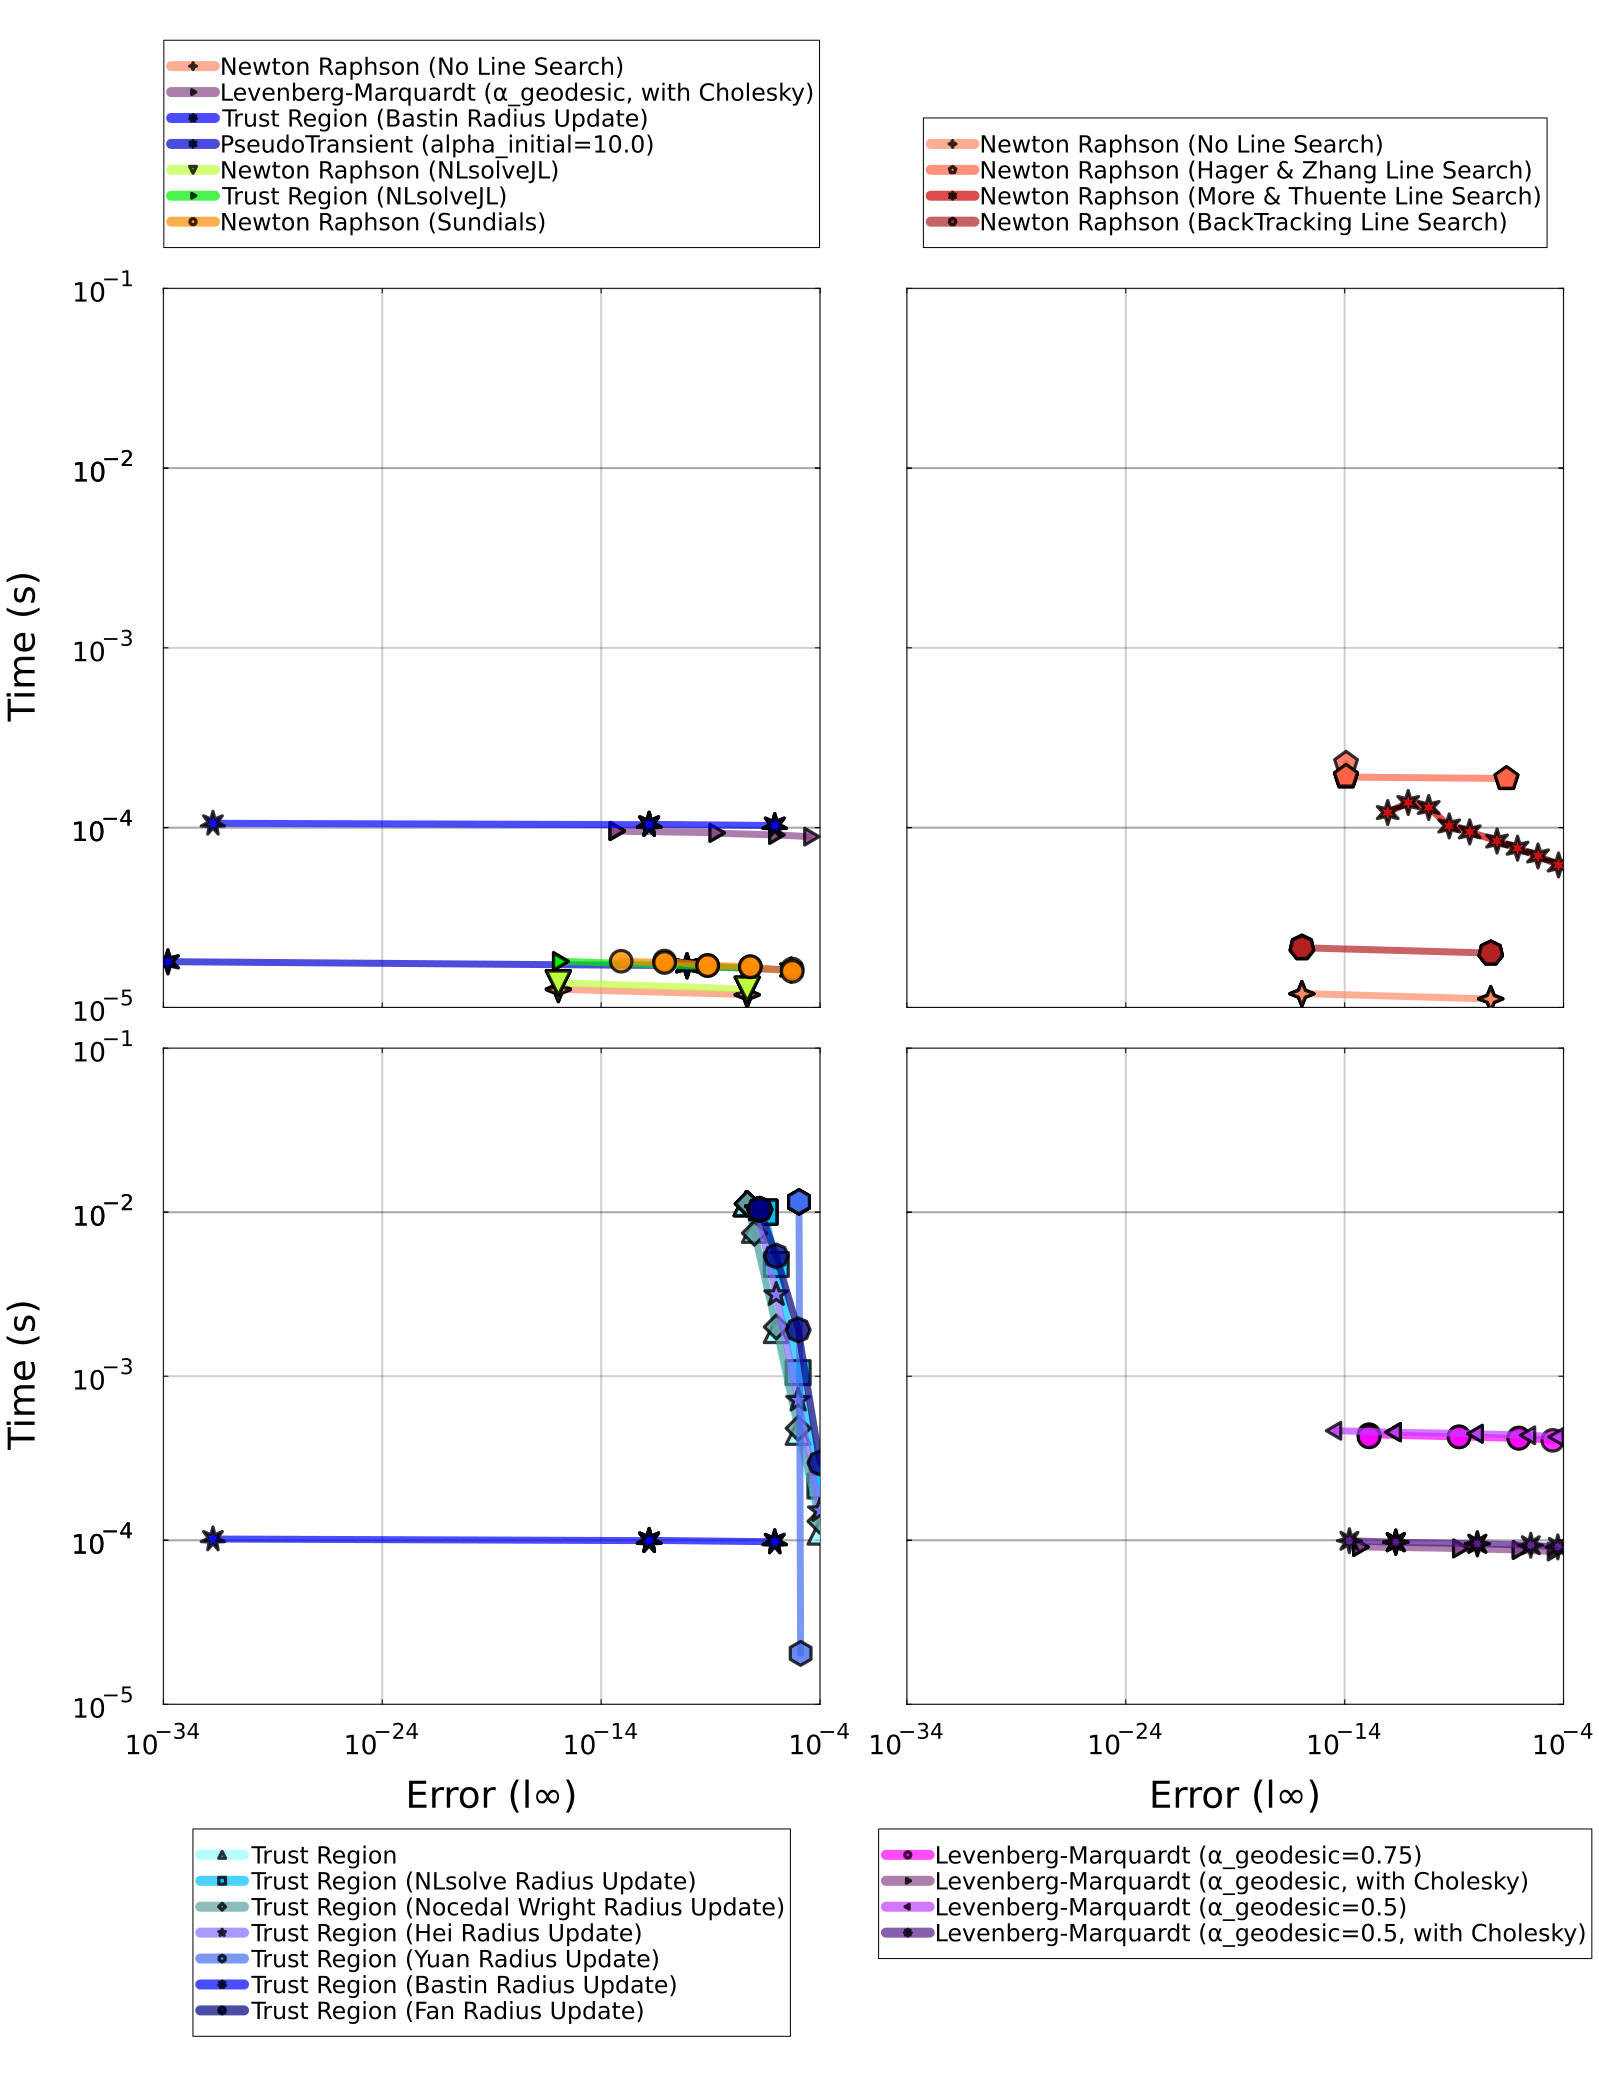 Newton Raphson (No Line Search)
Levenberg-Marquardt (α_geodesic, with Cholesky)
Trust Region (Bastin Radius Update)
PseudoTransient (alpha_initial=10.0)
Newton Raphson (NLsolveJL)
Trust Region (NLsolveJL)
Newton Raphson (Sundials)
Newton Raphson (No Line Search)
Newton Raphson (Hager & Zhang Line Search)
Newton Raphson (More & Thuente Line Search)
Newton Raphson (BackTracking Line Search)
10⁻¹
10⁻²
10⁻³
10⁻⁴
10⁻⁵
Time (s)
10⁻¹
10⁻²
10⁻³
10⁻⁴
10⁻⁵
Time (s)
10⁻³⁴ 10⁻²⁴ 10⁻¹⁴ 10⁻⁴
Error (l∞)
10⁻³⁴ 10⁻²⁴ 10⁻¹⁴ 10⁻⁴
Error (l∞)
Trust Region
Trust Region (NLsolve Radius Update)
Trust Region (Nocedal Wright Radius Update)
Trust Region (Hei Radius Update)
Trust Region (Yuan Radius Update)
Trust Region (Bastin Radius Update)
Trust Region (Fan Radius Update)
Levenberg-Marquardt (α_geodesic=0.75)
Levenberg-Marquardt (α_geodesic, with Cholesky)
Levenberg-Marquardt (α_geodesic=0.5)
Levenberg-Marquardt (α_geodesic=0.5, with Cholesky)